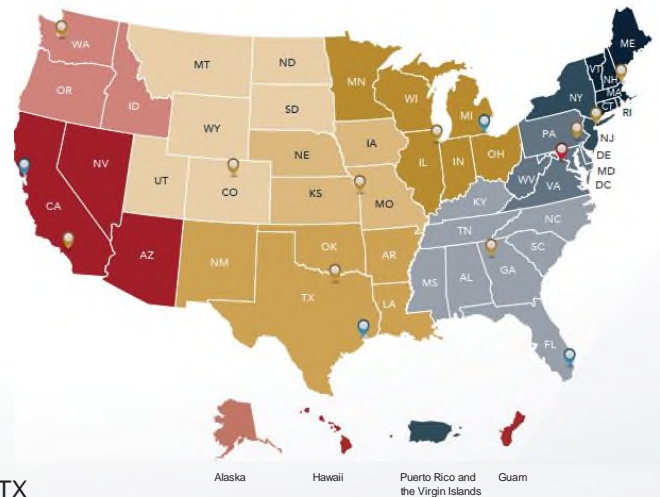 WA
MT
ND
MN
ME
VT
NH
OR
ID
SD
WI
MI
NY
MA
CT
RI
WY
IA
PA
NJ
NV
NE
IL
IN
OH
DE
MD
DC
UT
CO
KS
MO
WV
VA
KY
CA
AZ
NM
OK
AR
TN
NC
SC
TX
LA
MS
AL
GA
FL
TX
Alaska
Hawaii
Puerto Rico and
the Virgin Islands
Guam